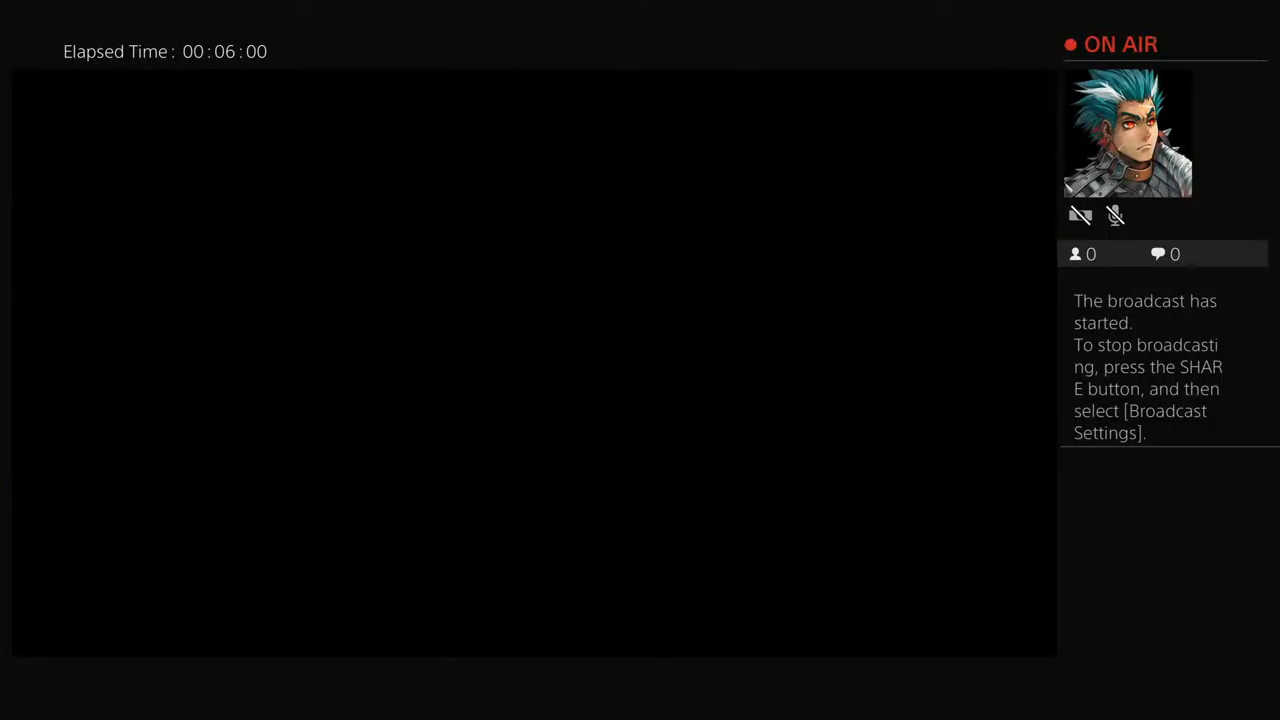 Elapsed Time: 00:06:00
ON AIR
0 0
The broadcast has
started.
To stop broadcasti
ng, press the SHAR
E button, and then
select [Broadcast
Settings].